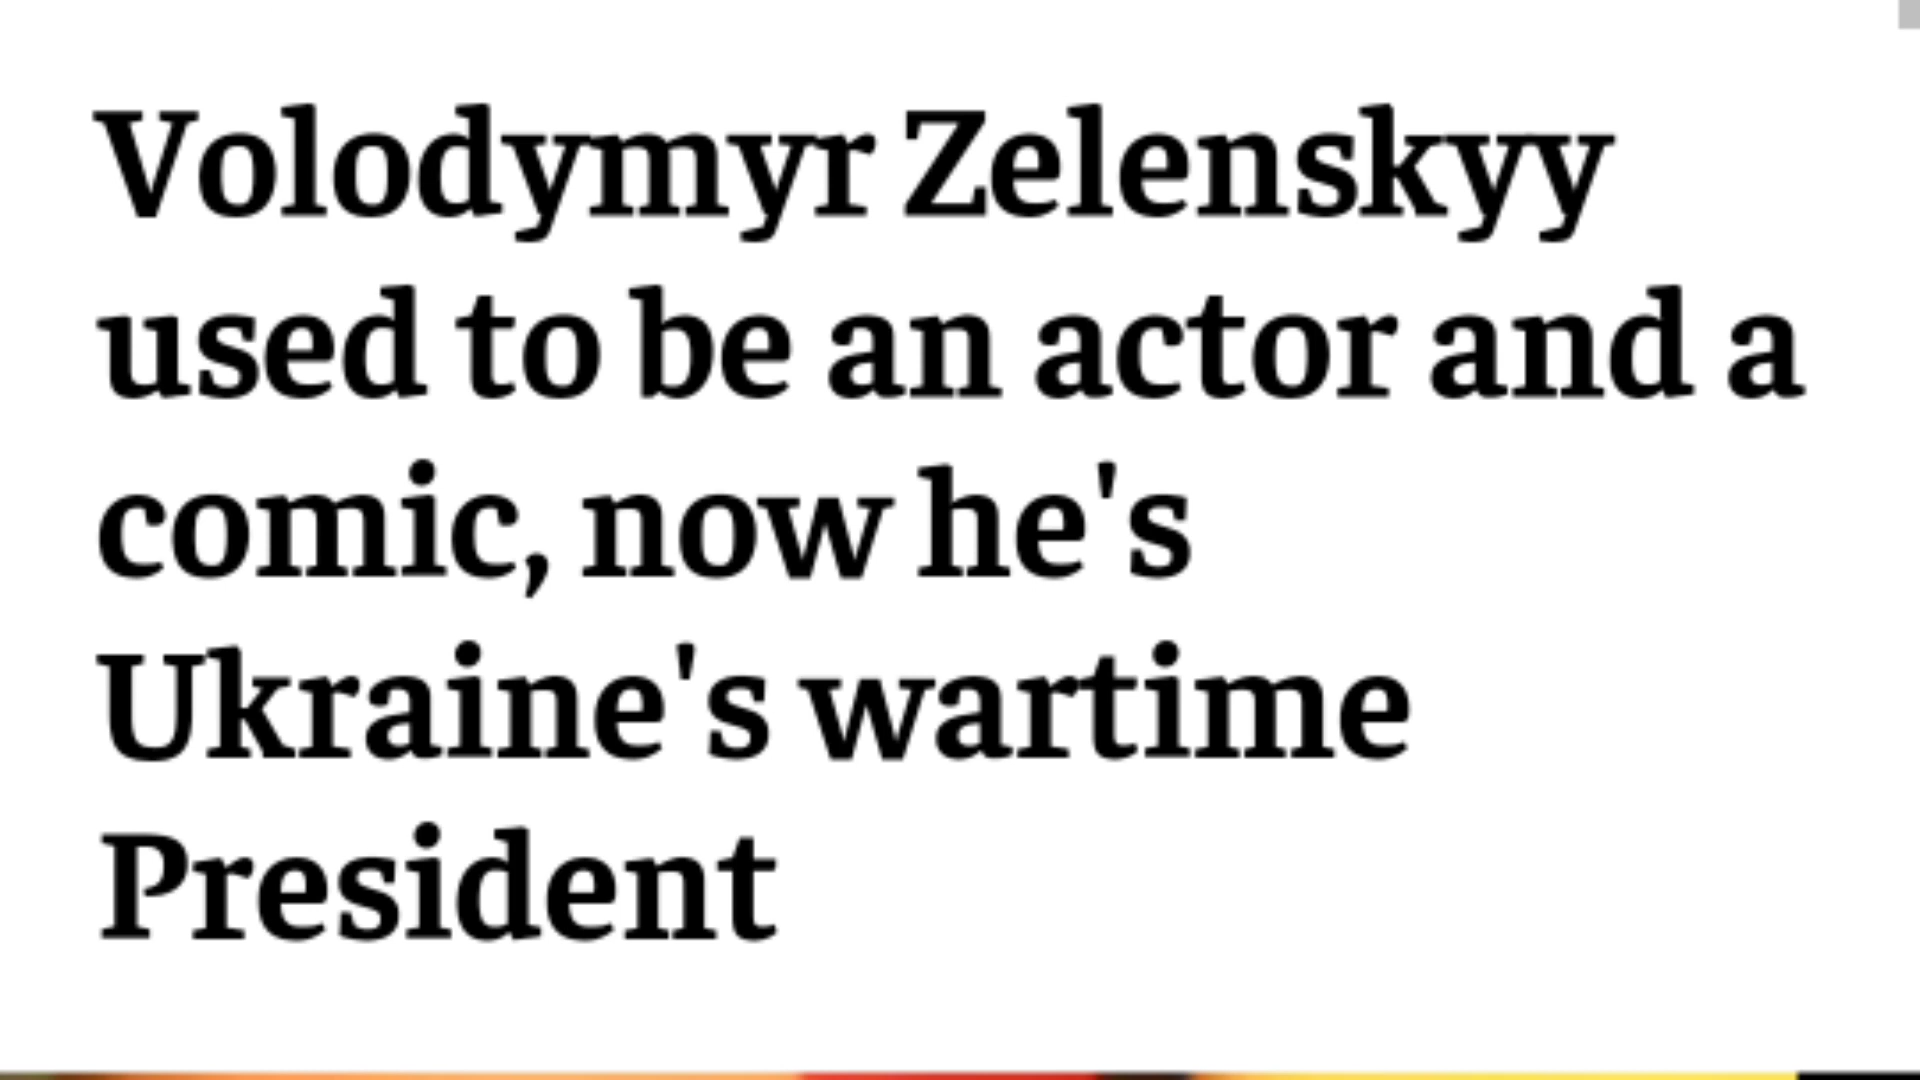 Volodymyr Zelenskyy
used to be an actor and a
comic, now he's
Ukraine's wartime
President